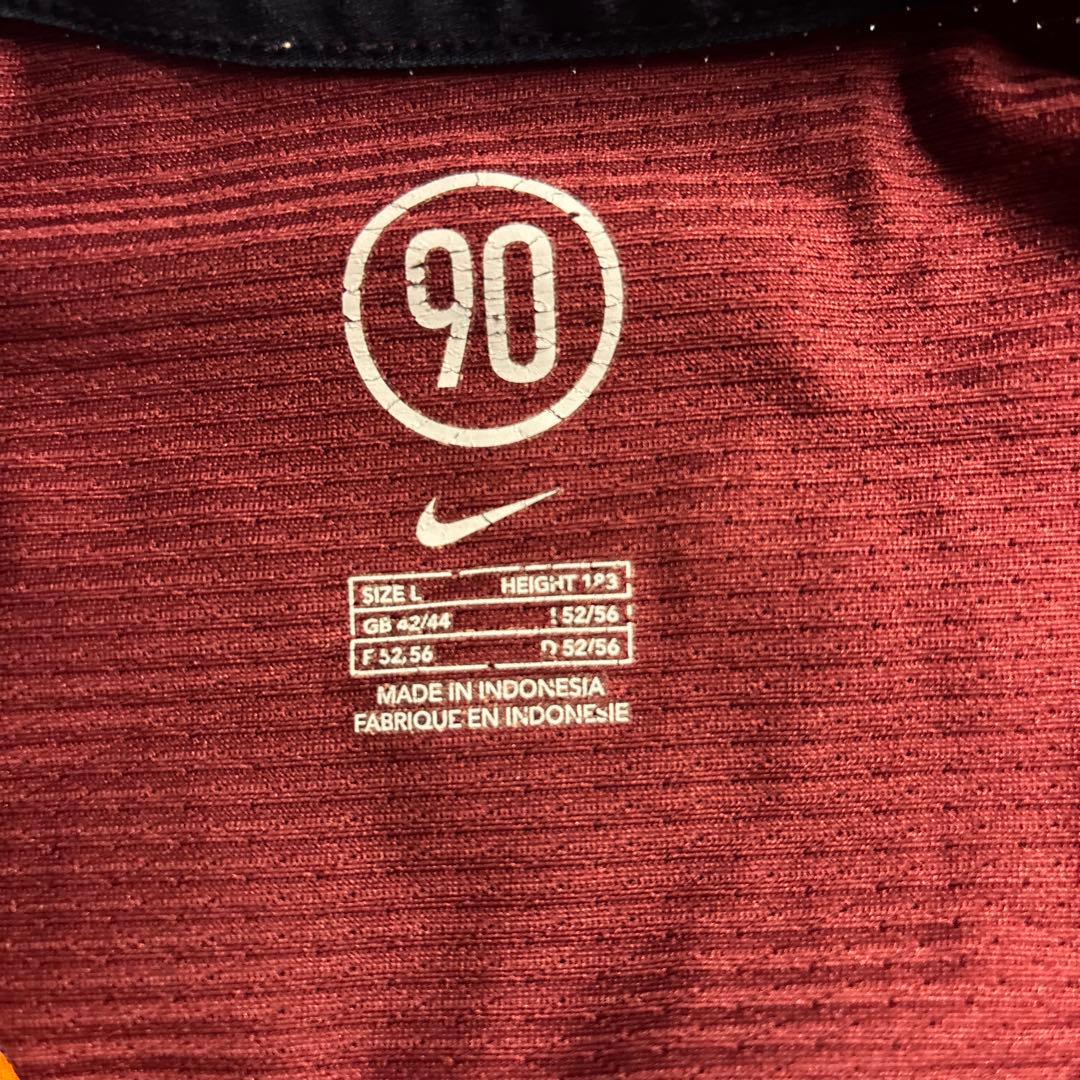 90
SIZE L HEIGHT 183
GB 42/44 I 52/56
F 52/56 D 52/56
MADE IN INDONESIA
FABRIQUE EN INDONESIE